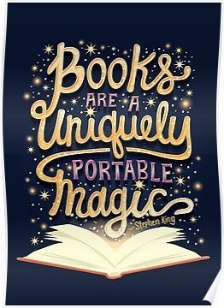 Books
ARE A
Uniquely
PORTABLE
Magic
Stephen King